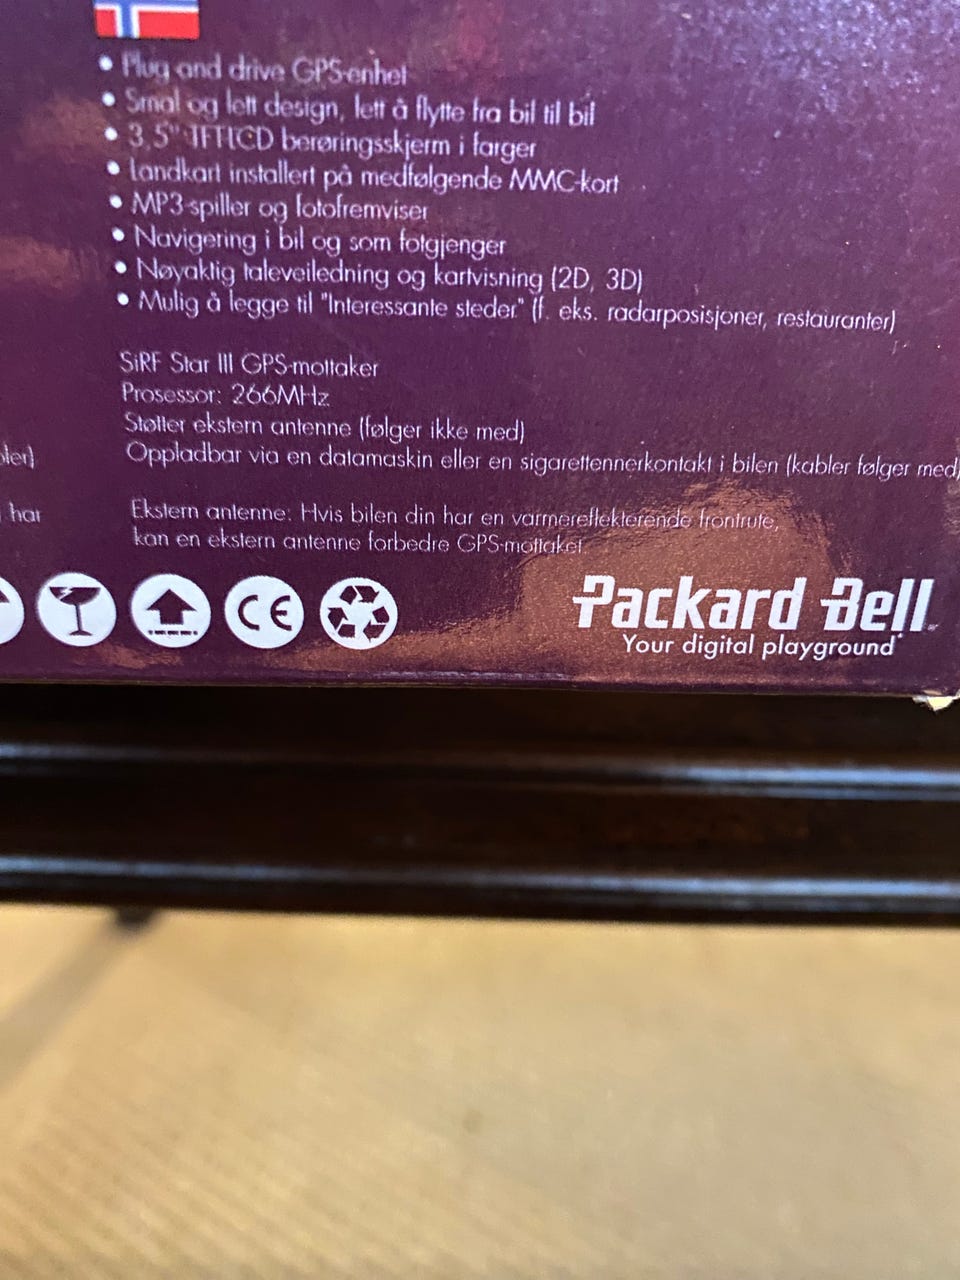 • Plug and drive GPS-enhet
• Smal og lett design, lett å flytte fra bil til bil
• 3,5" TFT-LCD berøringsskjerm i farger
• Landkart installert på medfølgende MMC-kort
• MP3-spiller og fotofremviser
• Navigering i bil og som fotgjenger
• Nøyaktig taleveiledning og kartvisning (2D, 3D)
• Mulig å legge til "Interessante steder" (f. eks. radarposisjoner, restauranter)
SiRF Star III GPS-mottaker
Prosessor: 266MHz
Støtter ekstern antenne (følger ikke med)
Oppladbar via en datamaskin eller en sigarettennerkontakt i bilen (kabler følger med)
Ekstern antenne: Hvis bilen din har en varmereflekterende frontrute,
kan en ekstern antenne forbedre GPS-mottaket.
har
CE
Packard Bell
Your digital playground